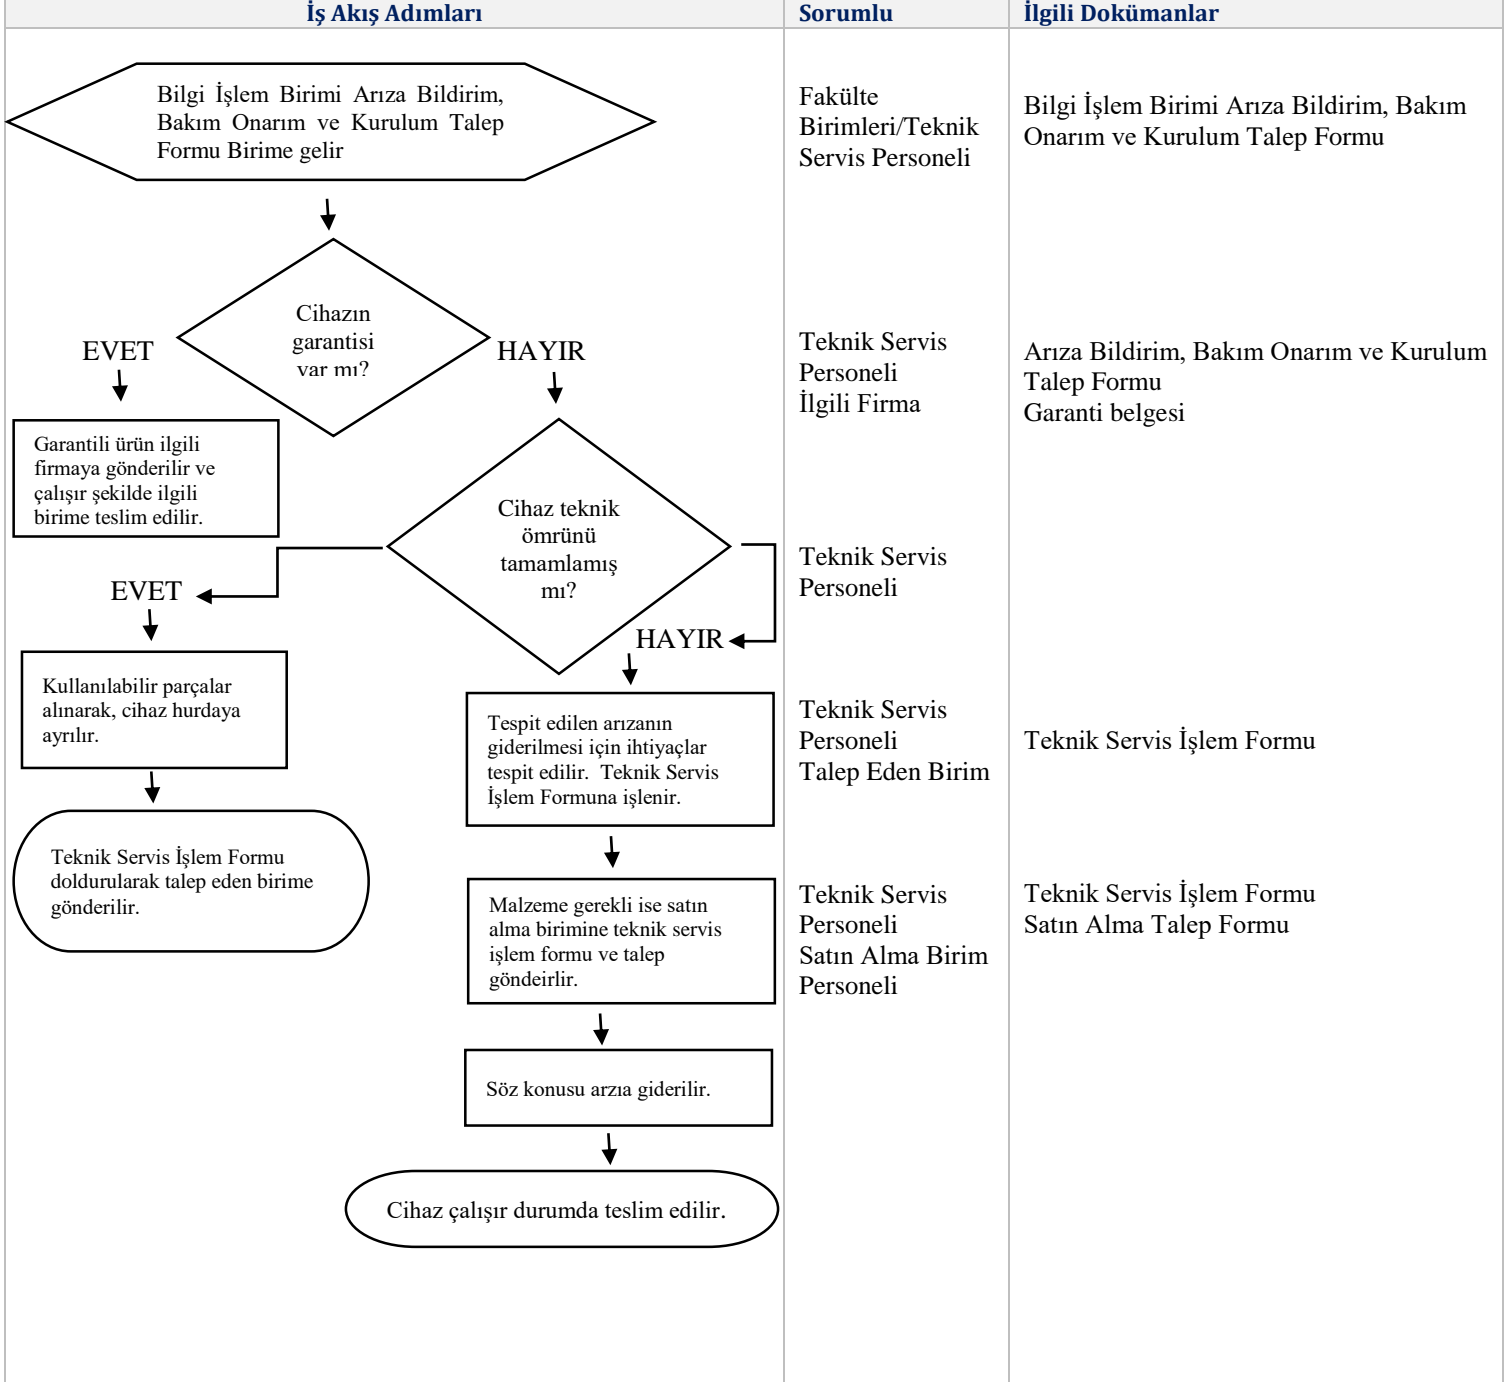 İş Akış Adımları
Sorumlu
İlgili Dokümanlar
Bilgi İşlem Birimi Arıza Bildirim,
Bakım Onarım ve Kurulum Talep
Formu Birime gelir
Fakülte
Birimleri/Teknik
Servis Personeli
Bilgi İşlem Birimi Arıza Bildirim, Bakım
Onarım ve Kurulum Talep Formu
Cihazın
garantisi
var mı?
EVET
HAYIR
Teknik Servis
Personeli
İlgili Firma
Arıza Bildirim, Bakım Onarım ve Kurulum
Talep Formu
Garanti belgesi
Garantili ürün ilgili
firmaya gönderilir ve
çalışır şekilde ilgili
birime teslim edilir.
Cihaz teknik
ömrünü
tamamlamış
mı?
Teknik Servis
Personeli
EVET
HAYIR
Kullanılabilir parçalar
alınarak, cihaz hurdaya
ayrılır.
Tespit edilen arızanın
giderilmesi için ihtiyaçlar
tespit edilir.  Teknik Servis
İşlem Formuna işlenir.
Teknik Servis
Personeli
Talep Eden Birim
Teknik Servis İşlem Formu
Teknik Servis İşlem Formu
doldurularak talep eden birime
gönderilir.
Malzeme gerekli ise satın
alma birimine teknik servis
işlem formu ve talep
göndeirlir.
Teknik Servis
Personeli
Satın Alma Birim
Personeli
Teknik Servis İşlem Formu
Satın Alma Talep Formu
Söz konusu arzıa giderilir.
Cihaz çalışır durumda teslim edilir.